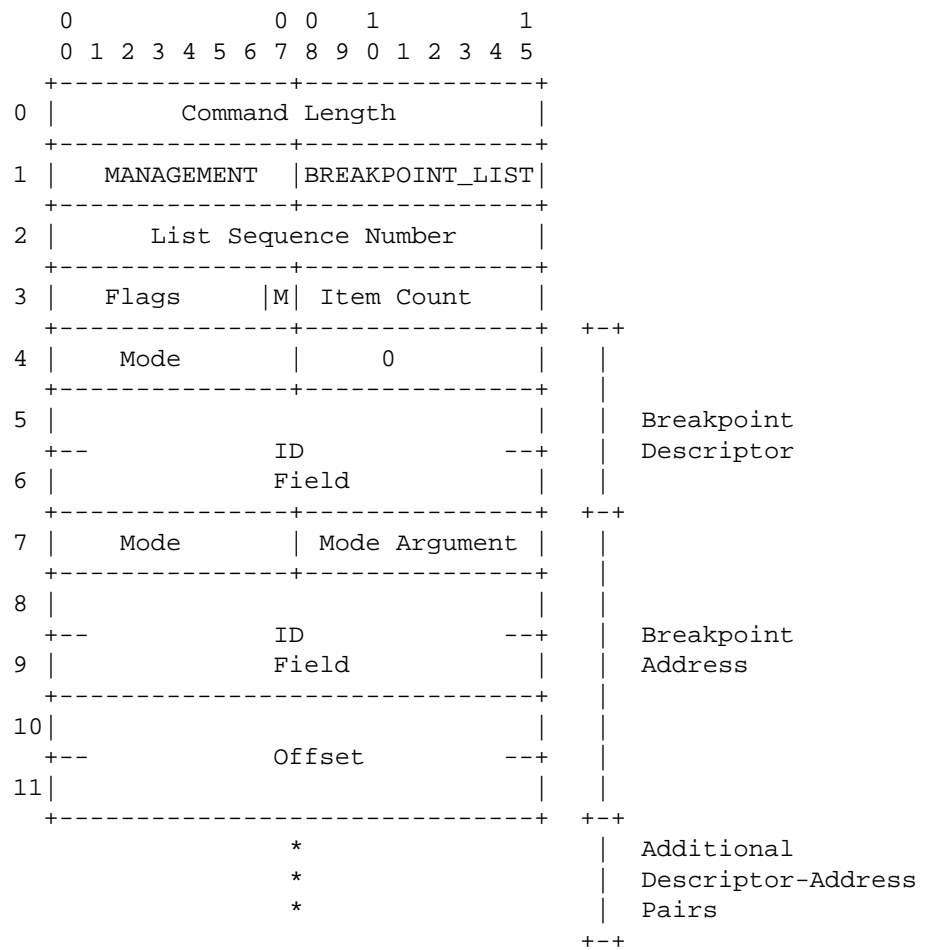 0 0 0 1 1
0 1 2 3 4 5 6 7 8 9 0 1 2 3 4 5
+---------------+---------------+
0 | Command Length |
+---------------+---------------+
1 | MANAGEMENT |BREAKPOINT_LIST|
+---------------+---------------+
2 | List Sequence Number |
+---------------+---------------+
3 | Flags |M| Item Count |
+---------------+---------------+ +-+
4 | Mode | 0 | |
+---------------+---------------+ |
5 | | | Breakpoint
+-- ID --+ | Descriptor
6 | Field | |
+---------------+---------------+ +-+
7 | Mode | Mode Argument | |
+---------------+---------------+ |
8 | | |
+-- ID --+ | Breakpoint
9 | Field | | Address
+-------------------------------+ |
10| | |
+-- Offset --+ |
11| | |
+-------------------------------+ +-+
* | Additional
* | Descriptor-Address
* | Pairs
+-+